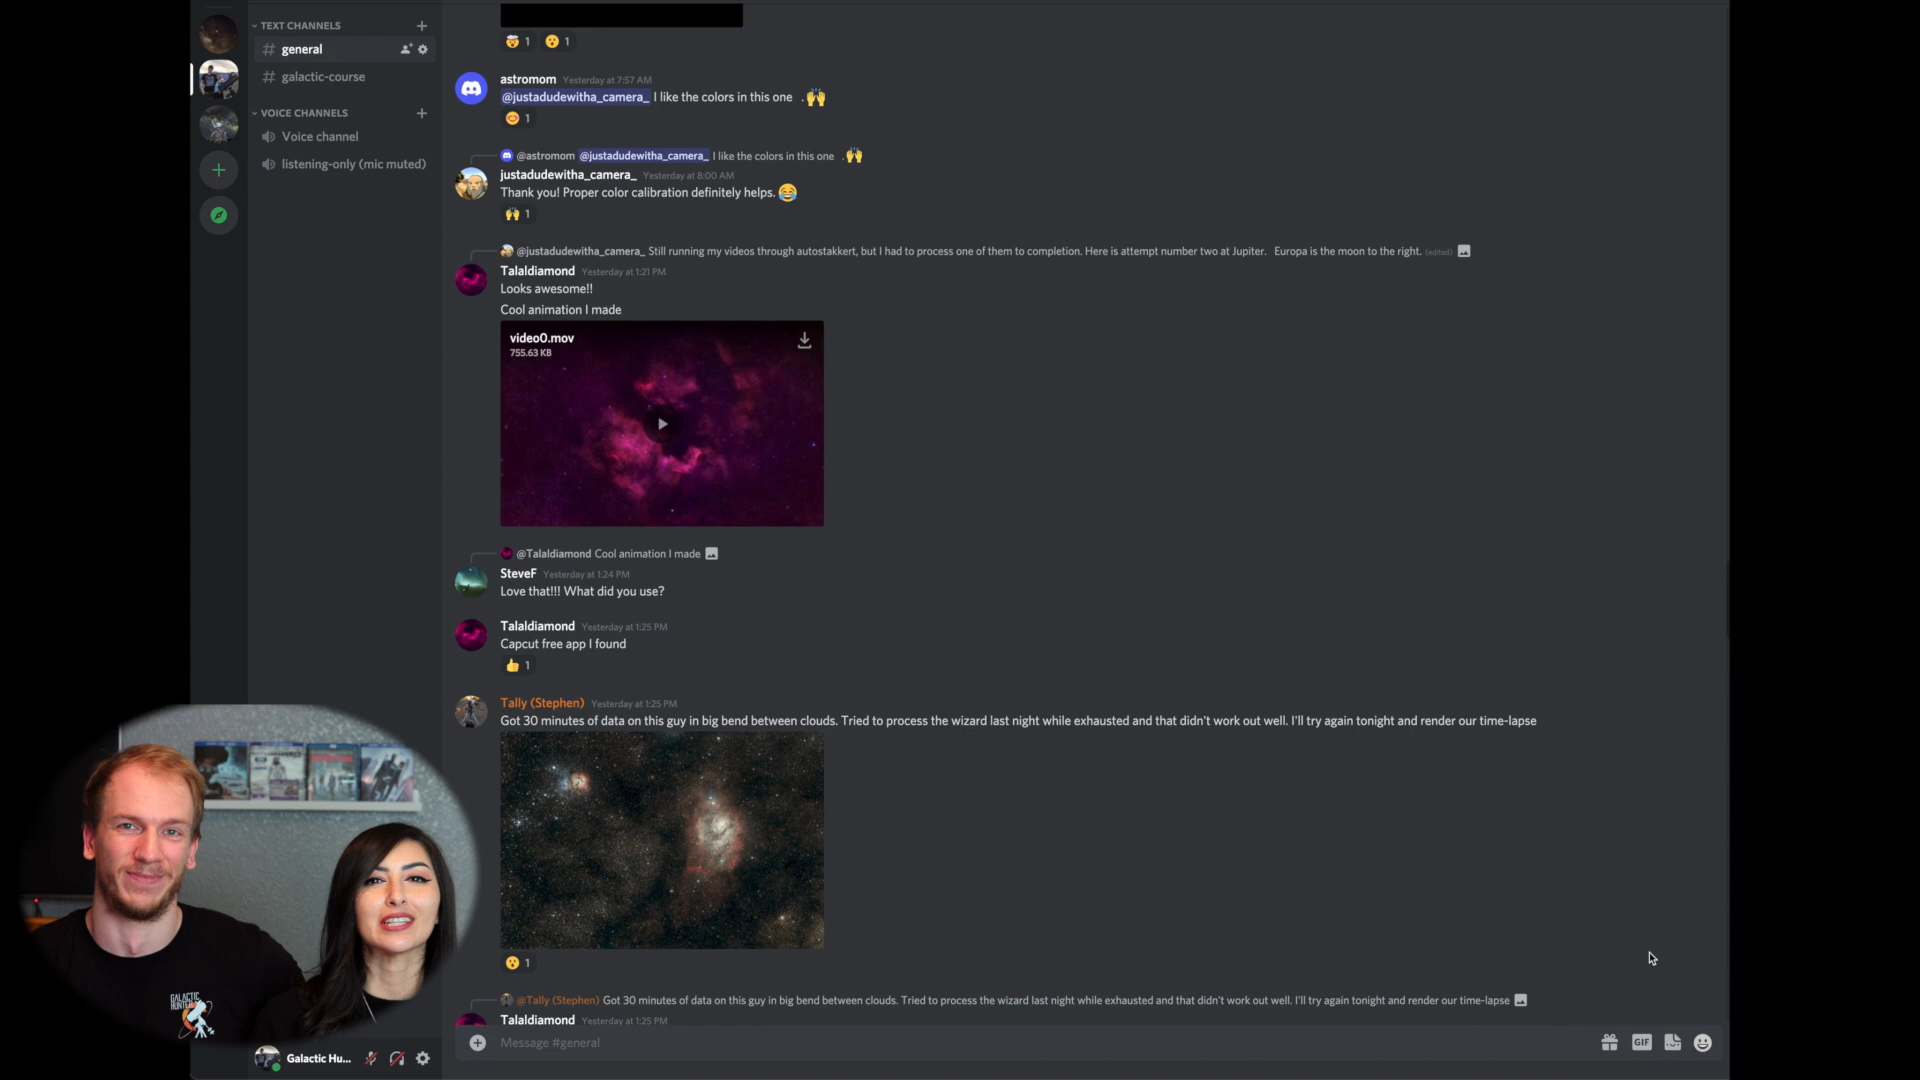 TEXT CHANNELS
general
galactic-course
VOICE CHANNELS
Voice channel
listening-only (mic muted)
1 1
astromom Yesterday at 7:57 AM
@justadudewitha_camera_ I like the colors in this one .
1
@astromom @justadudewitha_camera_ I like the colors in this one .
justadudewitha_camera_ Yesterday at 8:00 AM
Thank you! Proper color calibration definitely helps.
1
@justadudewitha_camera_ Still running my videos through autostakkert, but I had to process one of them to completion. Here is attempt number two at Jupiter. Europa is the moon to the right. (edited)
Talaldiamond Yesterday at 1:21 PM
Looks awesome!!
Cool animation I made
video0.mov
755.63 KB
@Talaldiamond Cool animation I made
SteveF Yesterday at 1:24 PM
Love that!!! What did you use?
Talaldiamond Yesterday at 1:25 PM
Capcut free app I found
1
Tally (Stephen) Yesterday at 1:25 PM
Got 30 minutes of data on this guy in big bend between clouds. Tried to process the wizard last night while exhausted and that didn't work out well. I'll try again tonight and render our time-lapse
1
@Tally (Stephen) Got 30 minutes of data on this guy in big bend between clouds. Tried to process the wizard last night while exhausted and that didn't work out well. I'll try again tonight and render our time-lapse
Talaldiamond Yesterday at 1:25 PM
Message #general
GIF
Galactic Hu...
GALACTIC